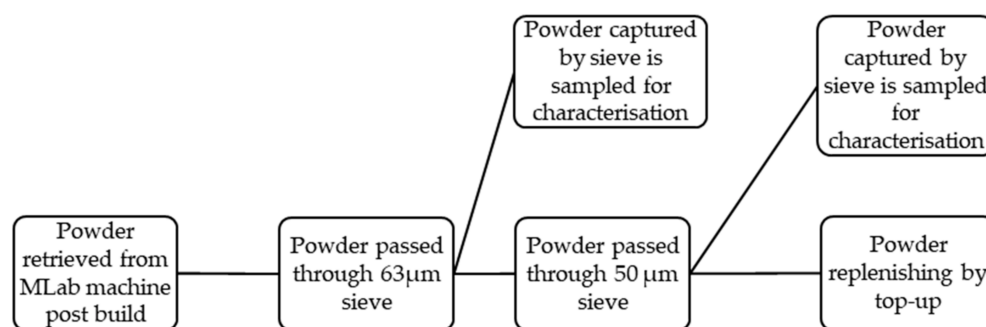 Powder captured
by sieve is
sampled for
characterisation
Powder
captured by
sieve is sampled
for
characterisation
Powder
retrieved from
MLab machine
post build
Powder passed
through 63μm
sieve
Powder passed
through 50 μm
sieve
Powder
replenishing by
top-up